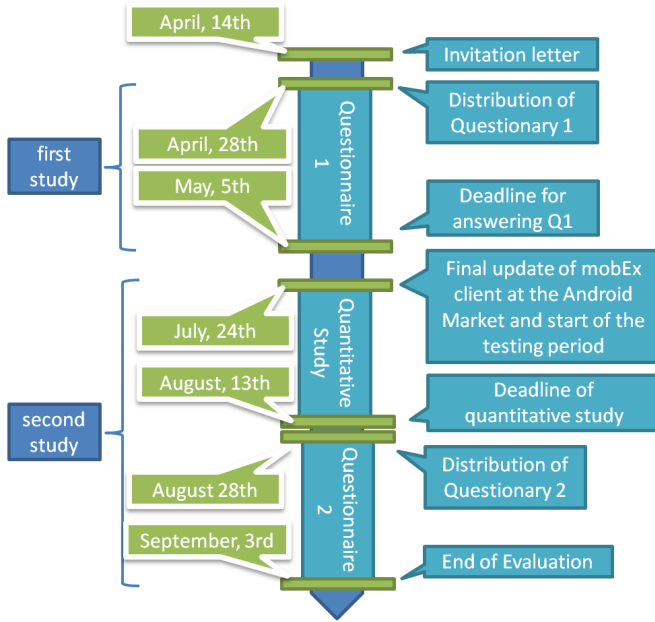 April, 14th
Invitation letter
Distribution of
Questionary 1
April, 28th
Questionnaire
1
first
study
May, 5th
Deadline for
answering Q1
Final update of mobEx
client at the Android
Market and start of the
testing period
July, 24th
Quantitative
Study
August, 13th
Deadline of
quantitative study
second
study
Distribution of
Questionary 2
August 28th
Questionnaire
2
September, 3rd
End of Evaluation